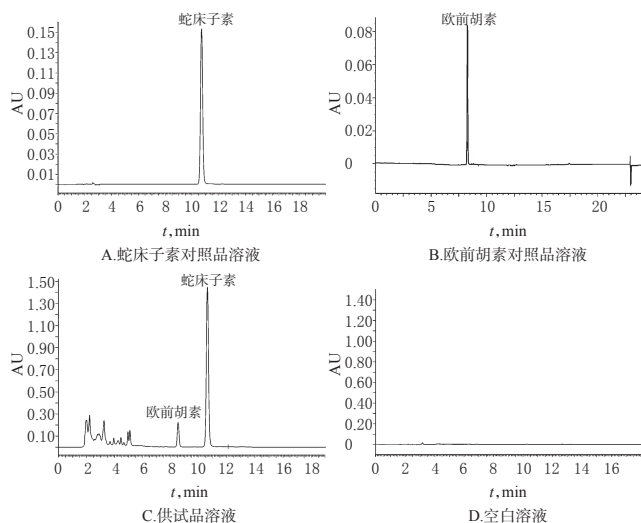 蛇床子素
0.15
0.13
0.11
0.09
0.07
0.05
0.03
0.01
AU
0 2 4 6 8 10 12 14 16 18
t,min
A.蛇床子素对照品溶液
欧前胡素
0.08
0.06
0.04
0.02
0
AU
0 5 10 15 20
t,min
B.欧前胡素对照品溶液
蛇床子素
1.50
1.30
1.10
0.90
0.70
0.50
0.30
0.10
AU
欧前胡素
0 2 4 6 8 10 12 14 16 18
t,min
C.供试品溶液
1.40
1.20
1.00
0.80
0.60
0.40
0.20
0
AU
0 2 4 6 8 10 12 14 16
t,min
D.空白溶液